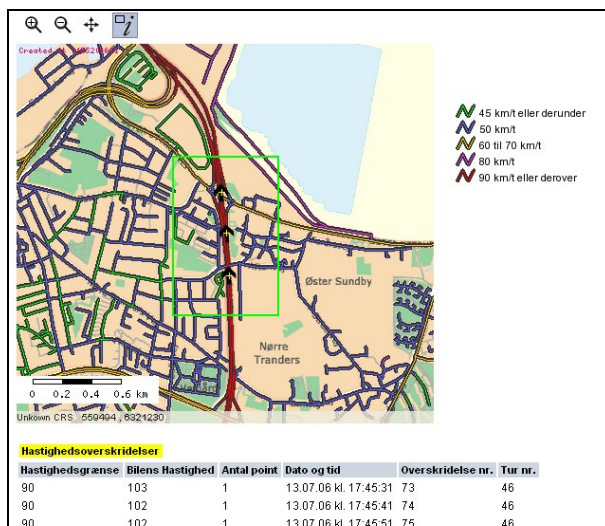 Created
45 km/t eller derunder
50 km/t
60 til 70 km/t
80 km/t
90 km/t eller derover
Øster Sundby
Nørre
Tranders
0 0.2 0.4 0.6 km
Unkown CRS 559494 , 6321230
Hastighedsoverskridelser
Hastighedsgrænse Bilens Hastighed Antal point Dato og tid Overskridelse nr. Tur nr.
90 103 1 13.07.06 kl. 17:45:31 73 46
90 102 1 13.07.06 kl. 17:45:41 74 46
90 102 1 13.07.06 kl. 17:45:51 75 46